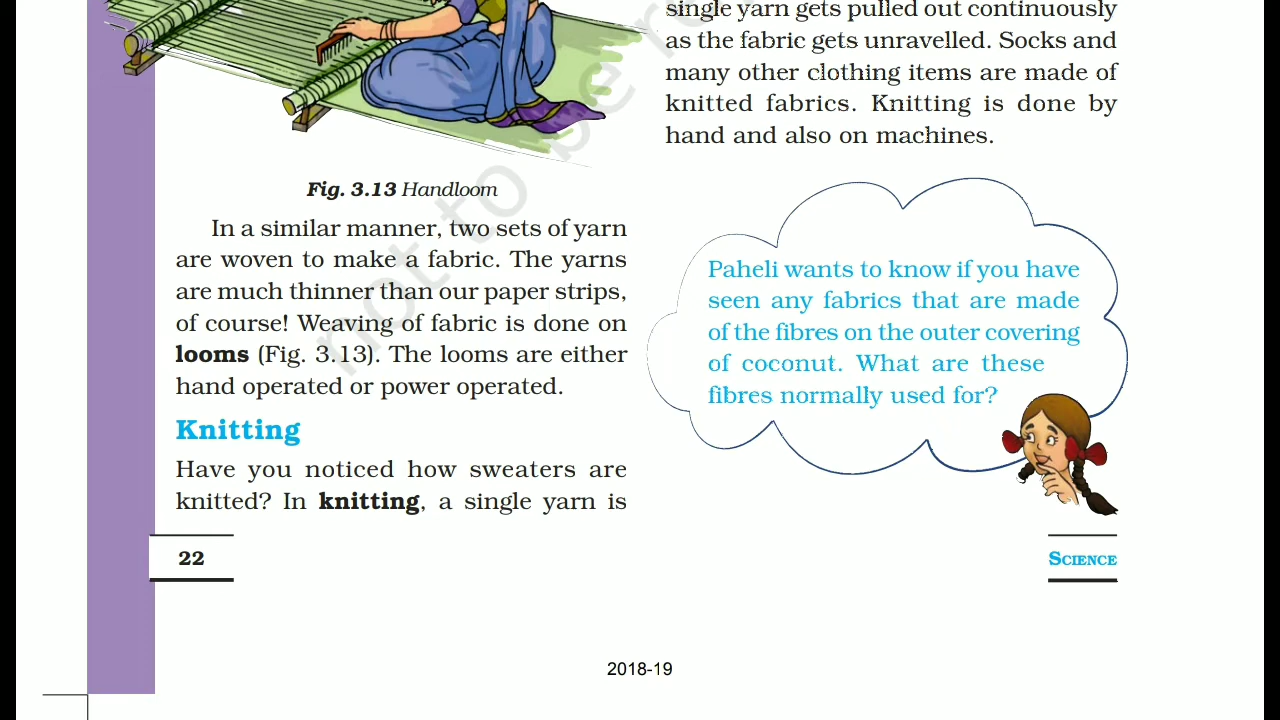 Fig. 3.13 Handloom
In a similar manner, two sets of yarn
are woven to make a fabric. The yarns
are much thinner than our paper strips,
of course! Weaving of fabric is done on
looms (Fig. 3.13). The looms are either
hand operated or power operated.
Knitting
Have you noticed how sweaters are
knitted? In knitting, a single yarn is
single yarn gets pulled out continuously
as the fabric gets unravelled. Socks and
many other clothing items are made of
knitted fabrics. Knitting is done by
hand and also on machines.
Paheli wants to know if you have
seen any fabrics that are made
of the fibres on the outer covering
of coconut. What are these
fibres normally used for?
22
SCIENCE
2018-19
not to be